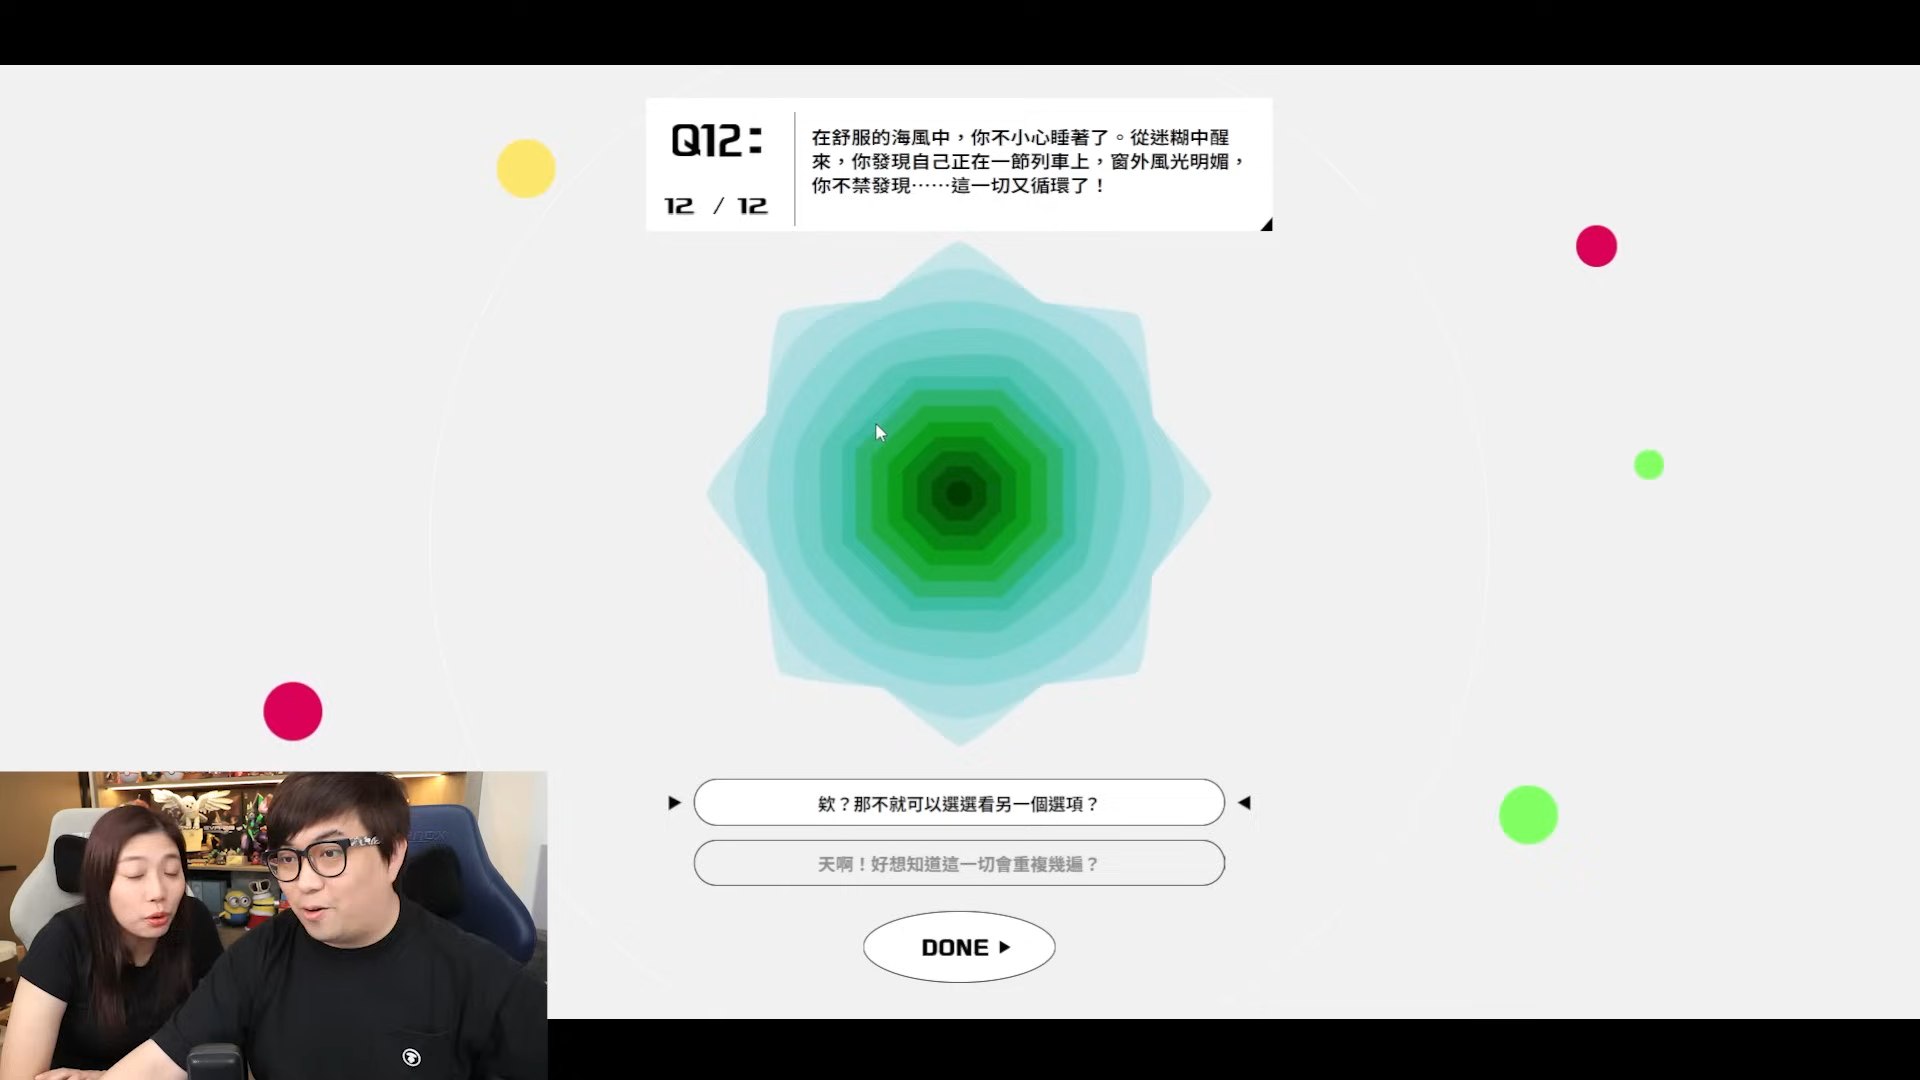 Q12:
12 / 12
在舒服的海風中，你不小心睡著了。從迷糊中醒
來，你發現自己正在一節列車上，窗外風光明媚，
你不禁發現……這一切又循環了！
欸？那不就可以選選看另一個選項？
天啊！好想知道這一切會重複幾遍？
DONE